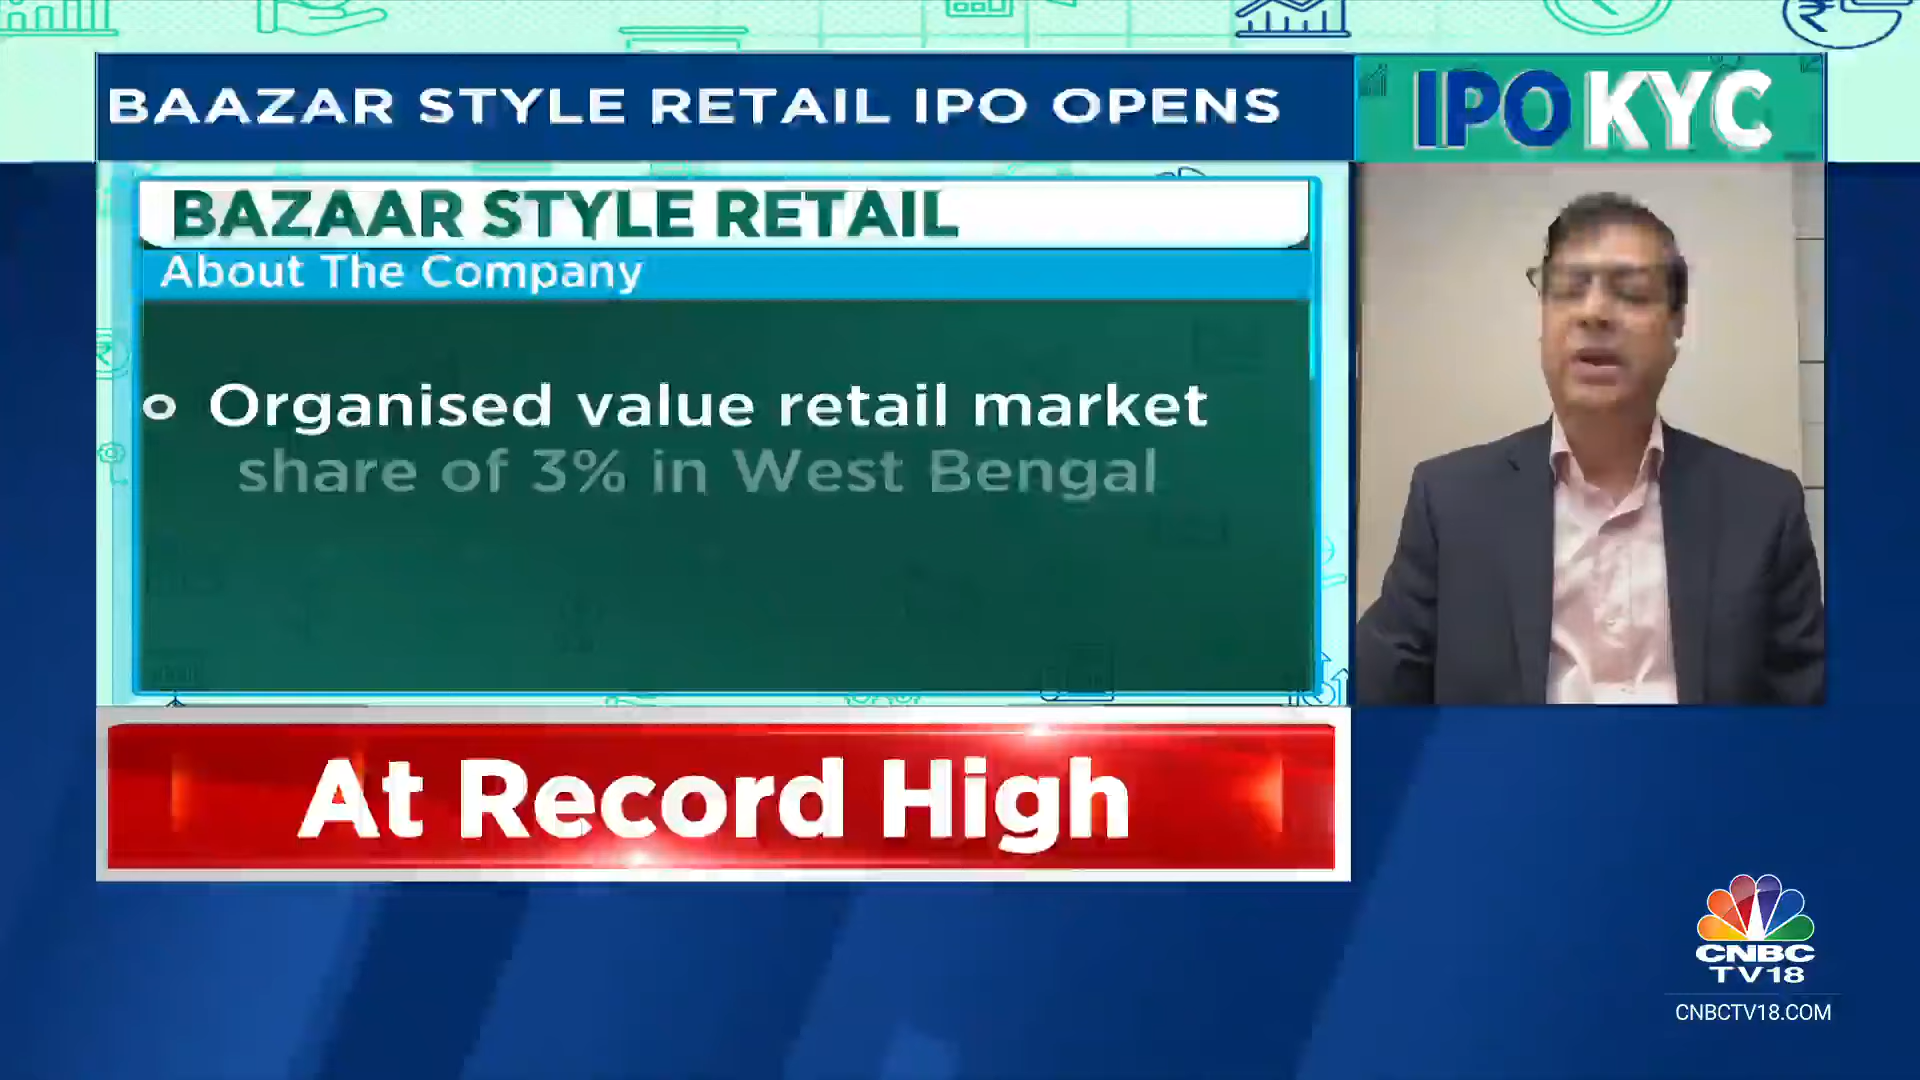 BAAZAR STYLE RETAIL IPO OPENS
IPO KYC
BAZAAR STYLE RETAIL
About The Company
o Organised value retail market
share of 3% in West Bengal
At Record High
CNBC
TV18
CNBCTV18.COM